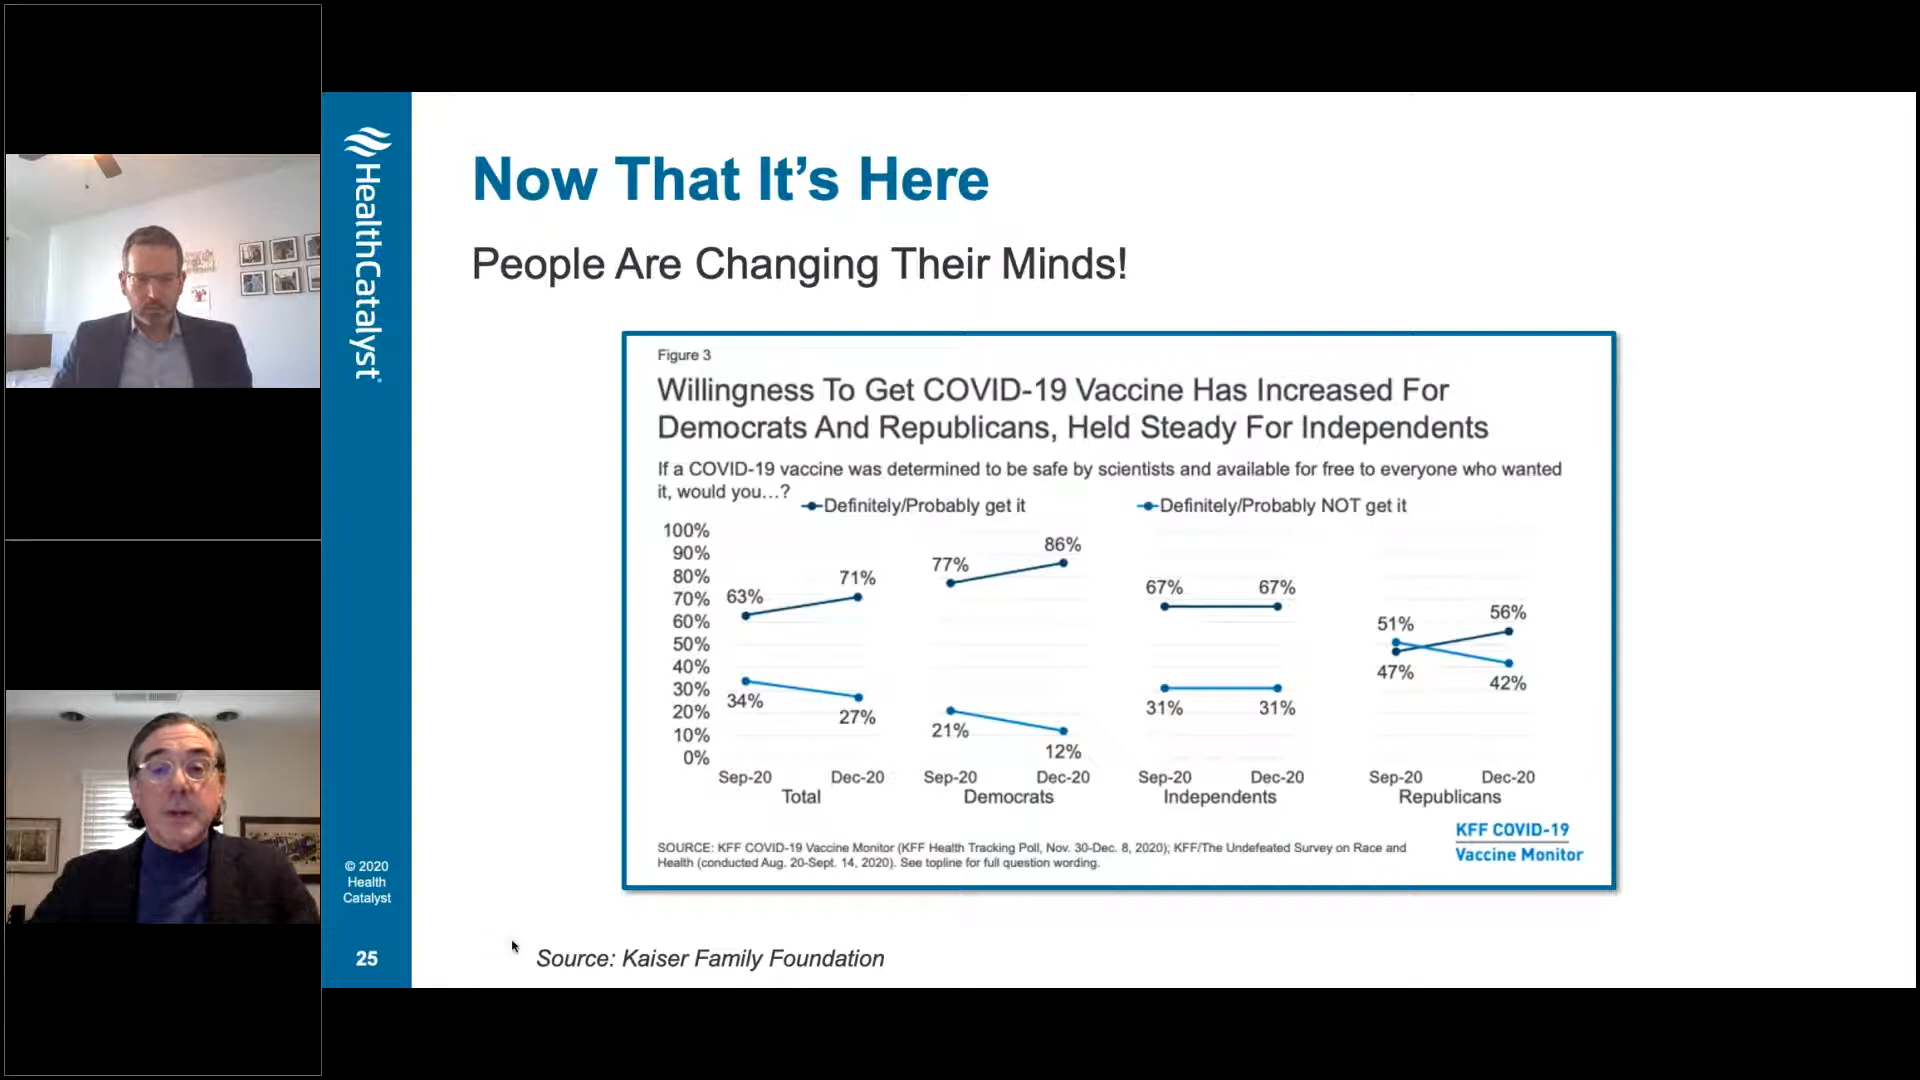 HealthCatalyst
© 2020
Health
Catalyst
25
Now That It’s Here
People Are Changing Their Minds!
Figure 3
Willingness To Get COVID-19 Vaccine Has Increased For
Democrats And Republicans, Held Steady For Independents
If a COVID-19 vaccine was determined to be safe by scientists and available for free to everyone who wanted
it, would you…?
Definitely/Probably get it
Definitely/Probably NOT get it
100%
90%
80%
70%
60%
50%
40%
30%
20%
10%
0%
63%
71%
34%
27%
Sep-20
Dec-20
Total
77%
86%
21%
12%
Sep-20
Dec-20
Democrats
67%
67%
31%
31%
Sep-20
Dec-20
Independents
51%
56%
47%
42%
Sep-20
Dec-20
Republicans
SOURCE: KFF COVID-19 Vaccine Monitor (KFF Health Tracking Poll, Nov. 30-Dec. 8, 2020); KFF/The Undefeated Survey on Race and
Health (conducted Aug. 20-Sept. 14, 2020). See topline for full question wording.
KFF COVID-19
Vaccine Monitor
Source: Kaiser Family Foundation